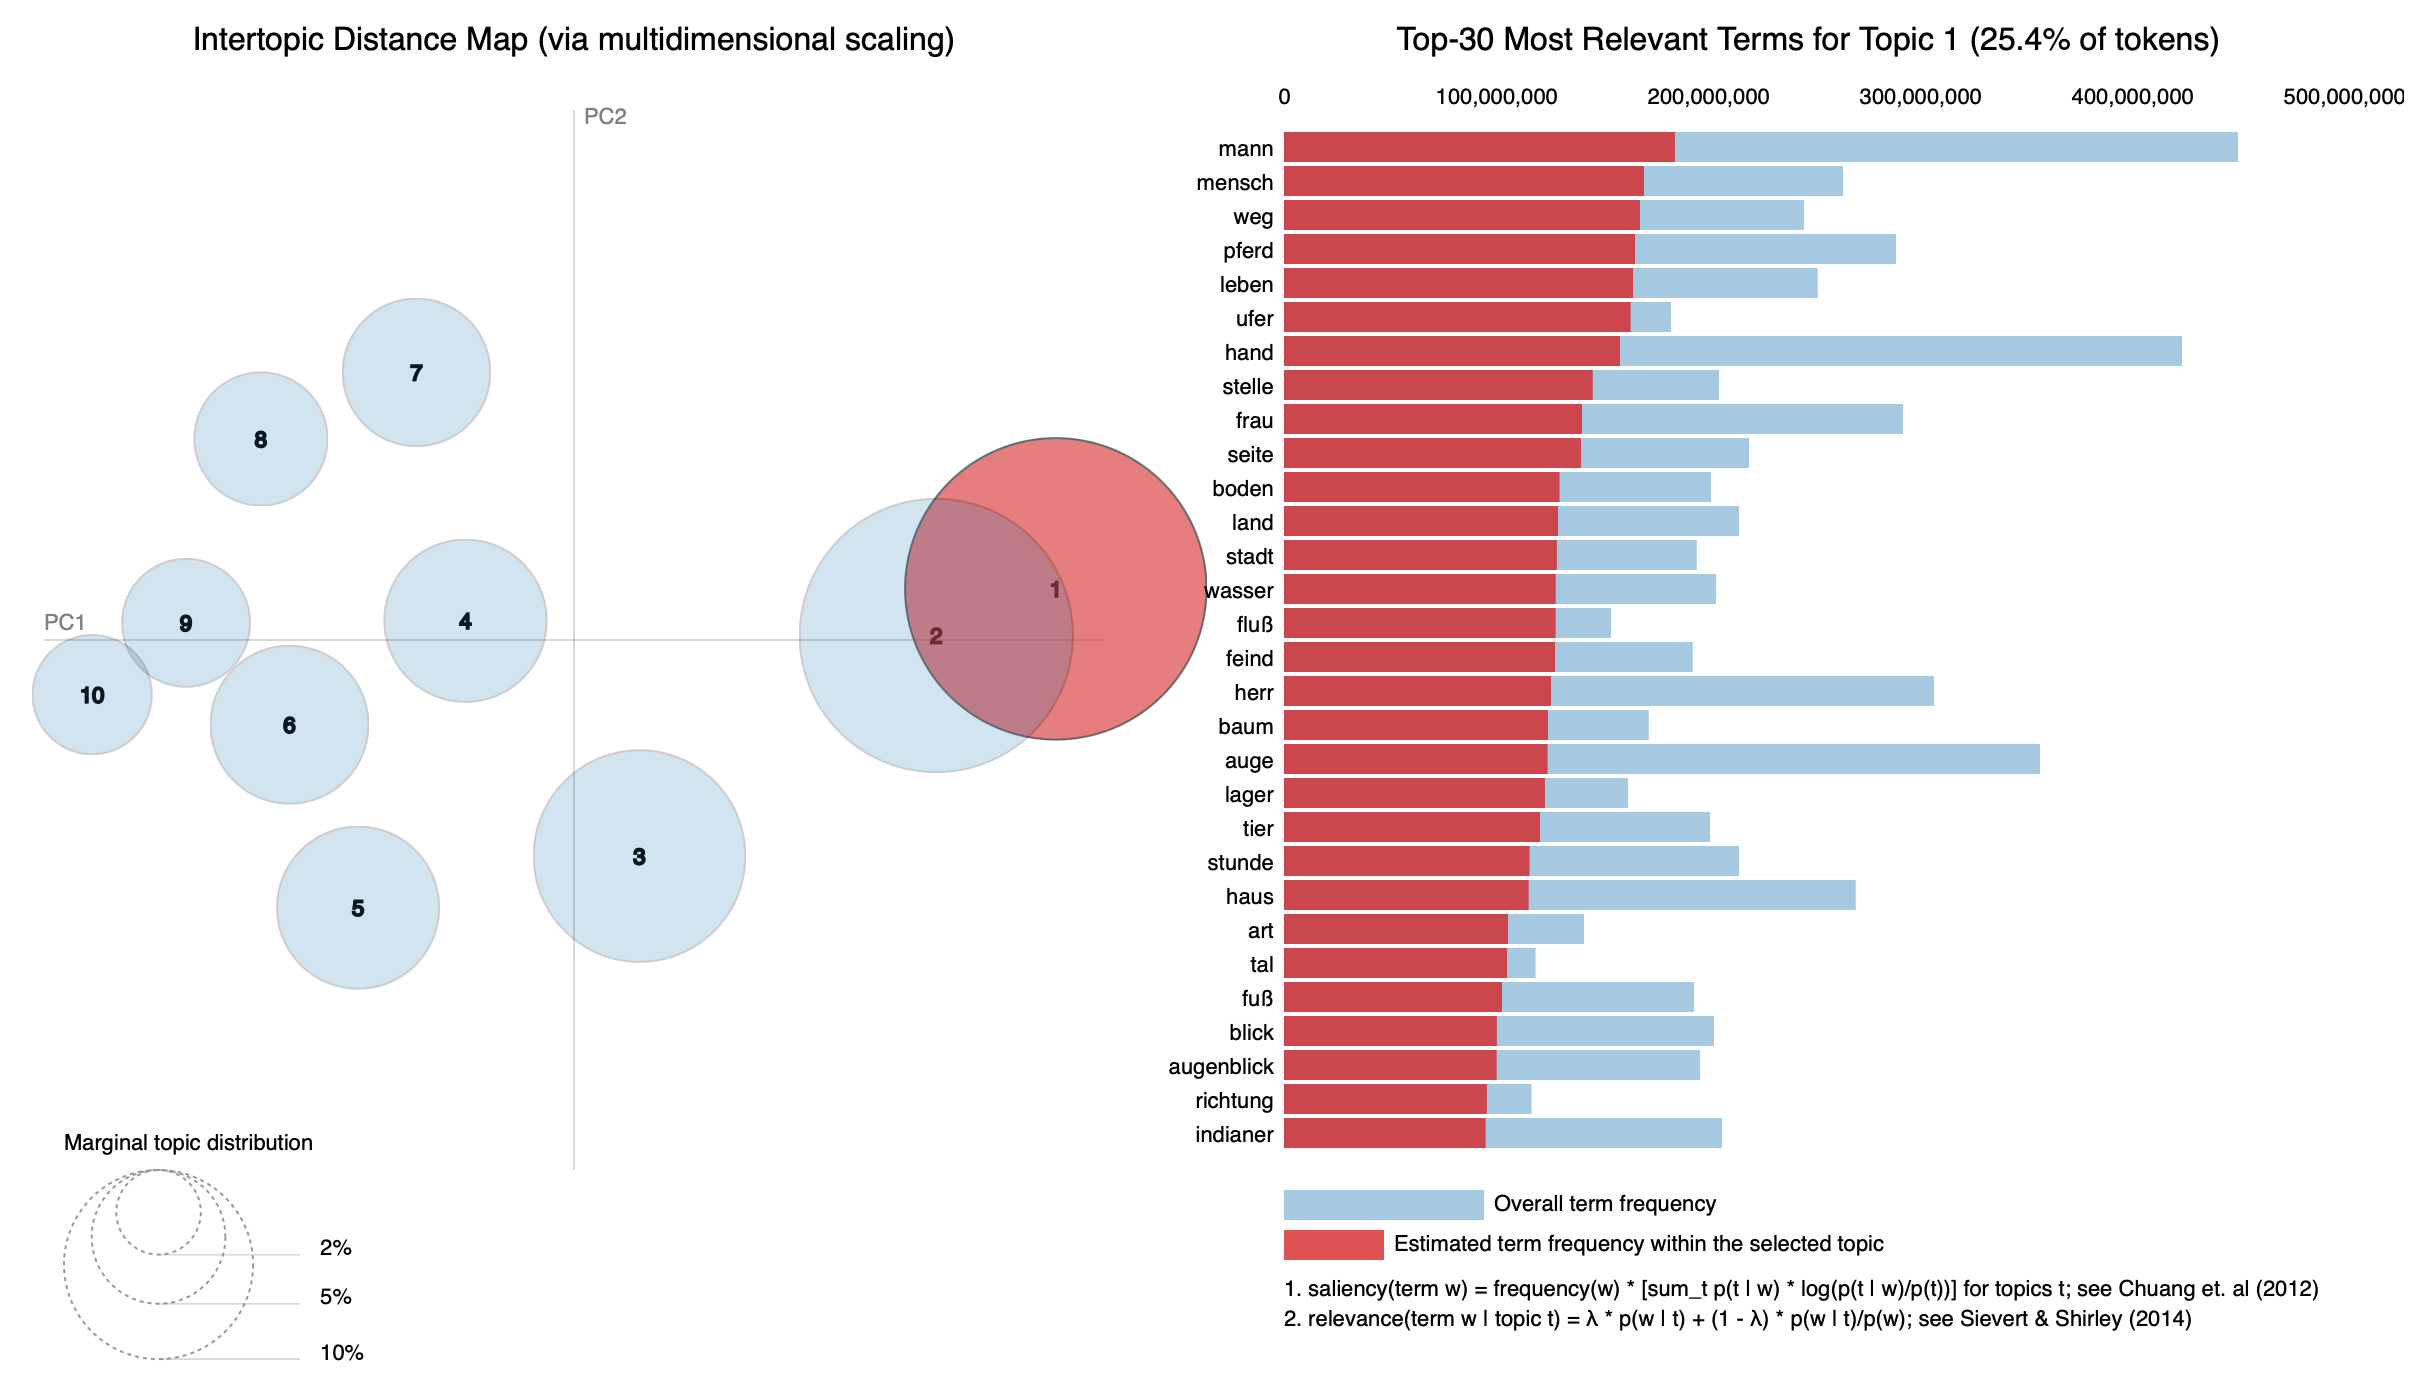 Intertopic Distance Map (via multidimensional scaling)
PC2
PC1
7
8
9
4
10
6
5
3
2
1
Marginal topic distribution
2%
5%
10%
Top-30 Most Relevant Terms for Topic 1 (25.4% of tokens)
0 100,000,000 200,000,000 300,000,000 400,000,000 500,000,000
mann
mensch
weg
pferd
leben
ufer
hand
stelle
frau
seite
boden
land
stadt
wasser
fluß
feind
herr
baum
auge
lager
tier
stunde
haus
art
tal
fuß
blick
augenblick
richtung
indianer
Overall term frequency
Estimated term frequency within the selected topic
1. saliency(term w) = frequency(w) * [sum_t p(t | w) * log(p(t | w)/p(t))] for topics t; see Chuang et. al (2012)
2. relevance(term w | topic t) = λ * p(w | t) + (1 - λ) * p(w | t)/p(w); see Sievert & Shirley (2014)